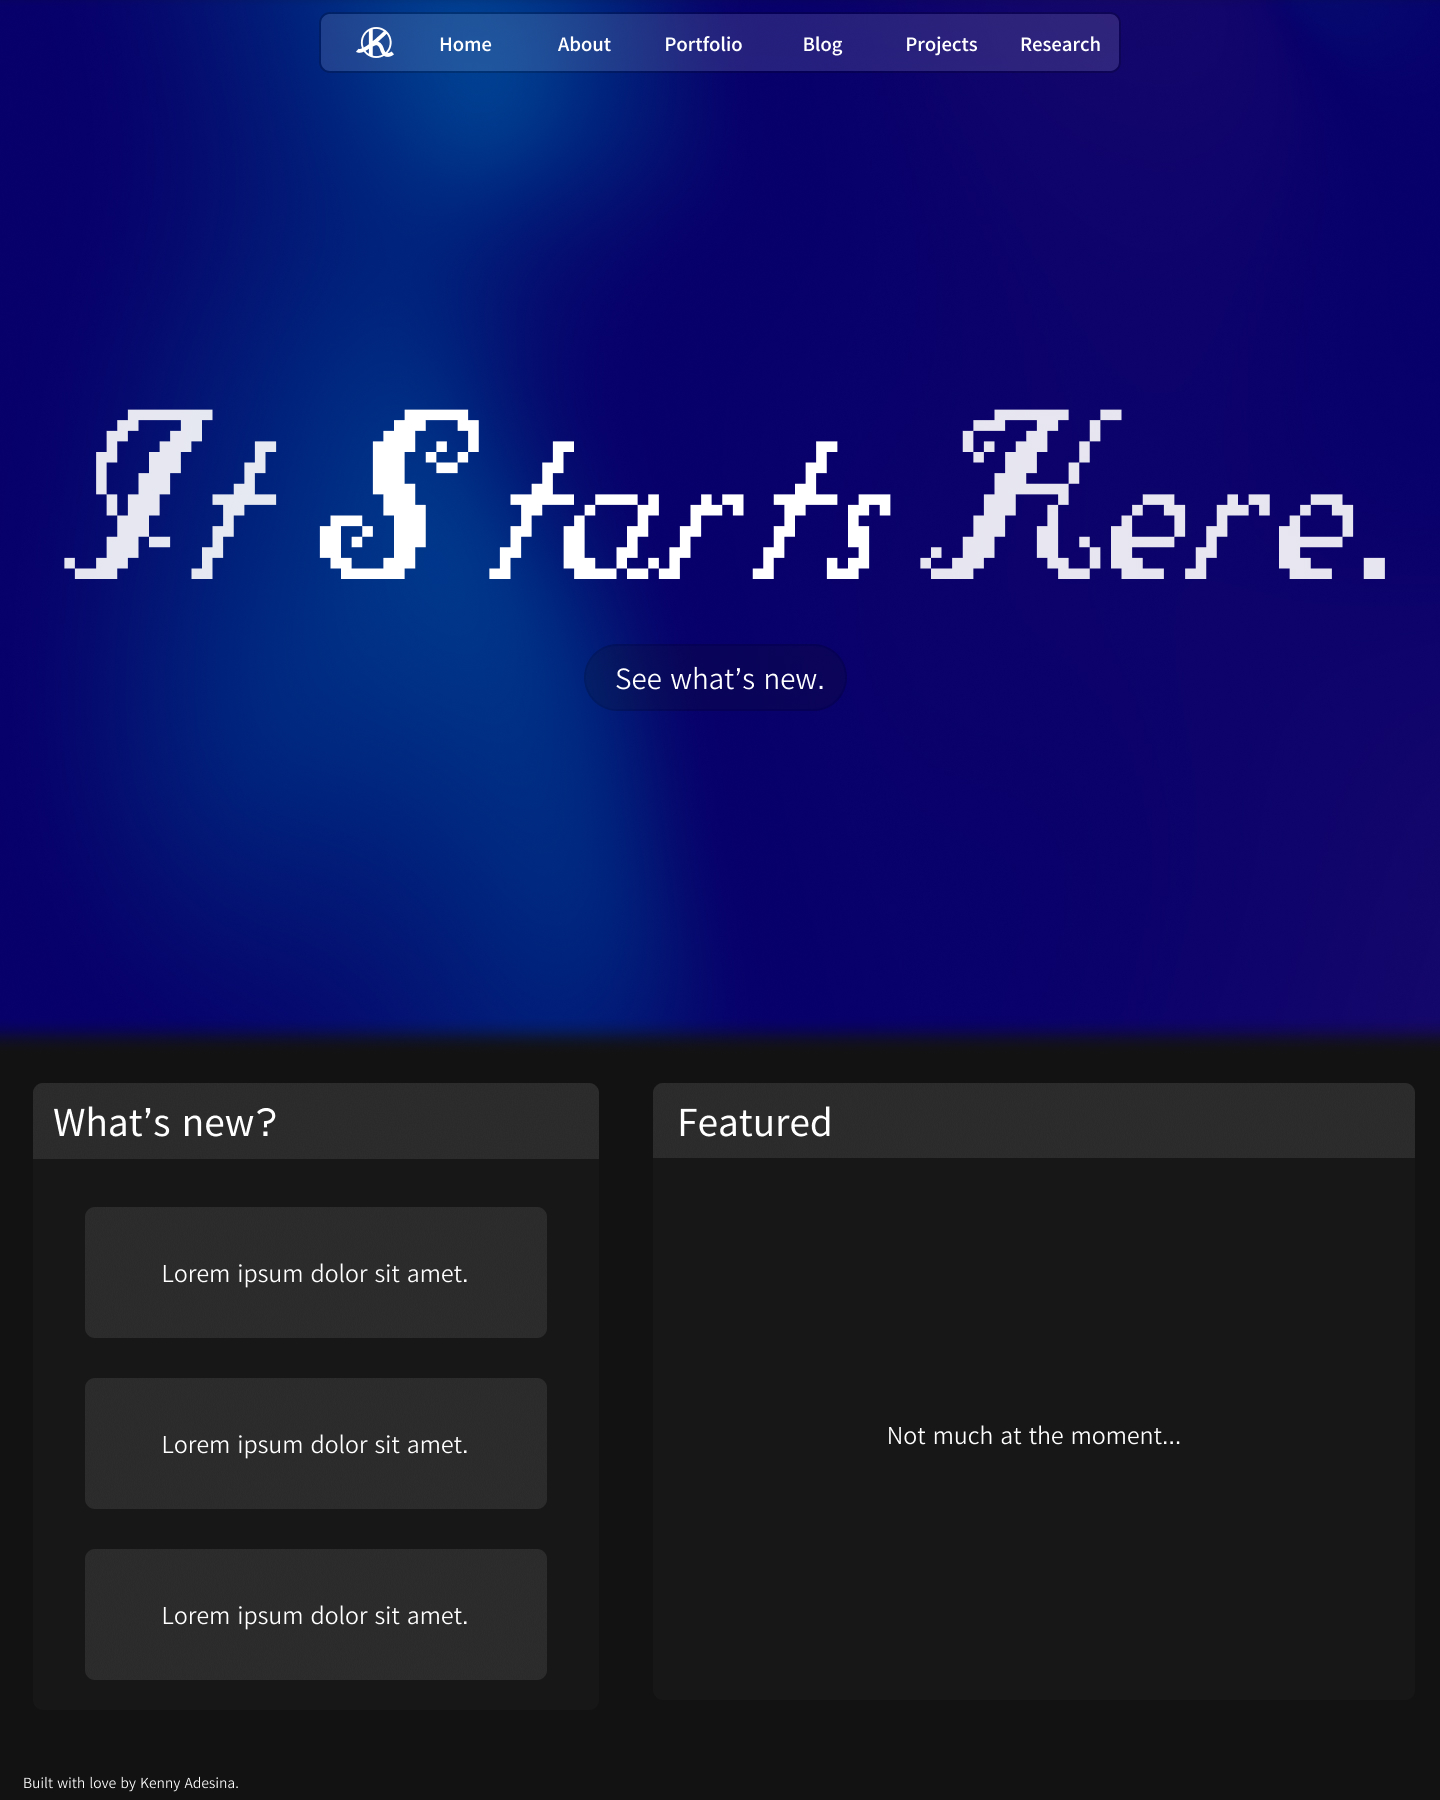 K Home About Portfolio Blog Projects Research
It Starts Here.
See what’s new.
What’s new?
Lorem ipsum dolor sit amet.
Lorem ipsum dolor sit amet.
Lorem ipsum dolor sit amet.
Featured
Not much at the moment...
Built with love by Kenny Adesina.